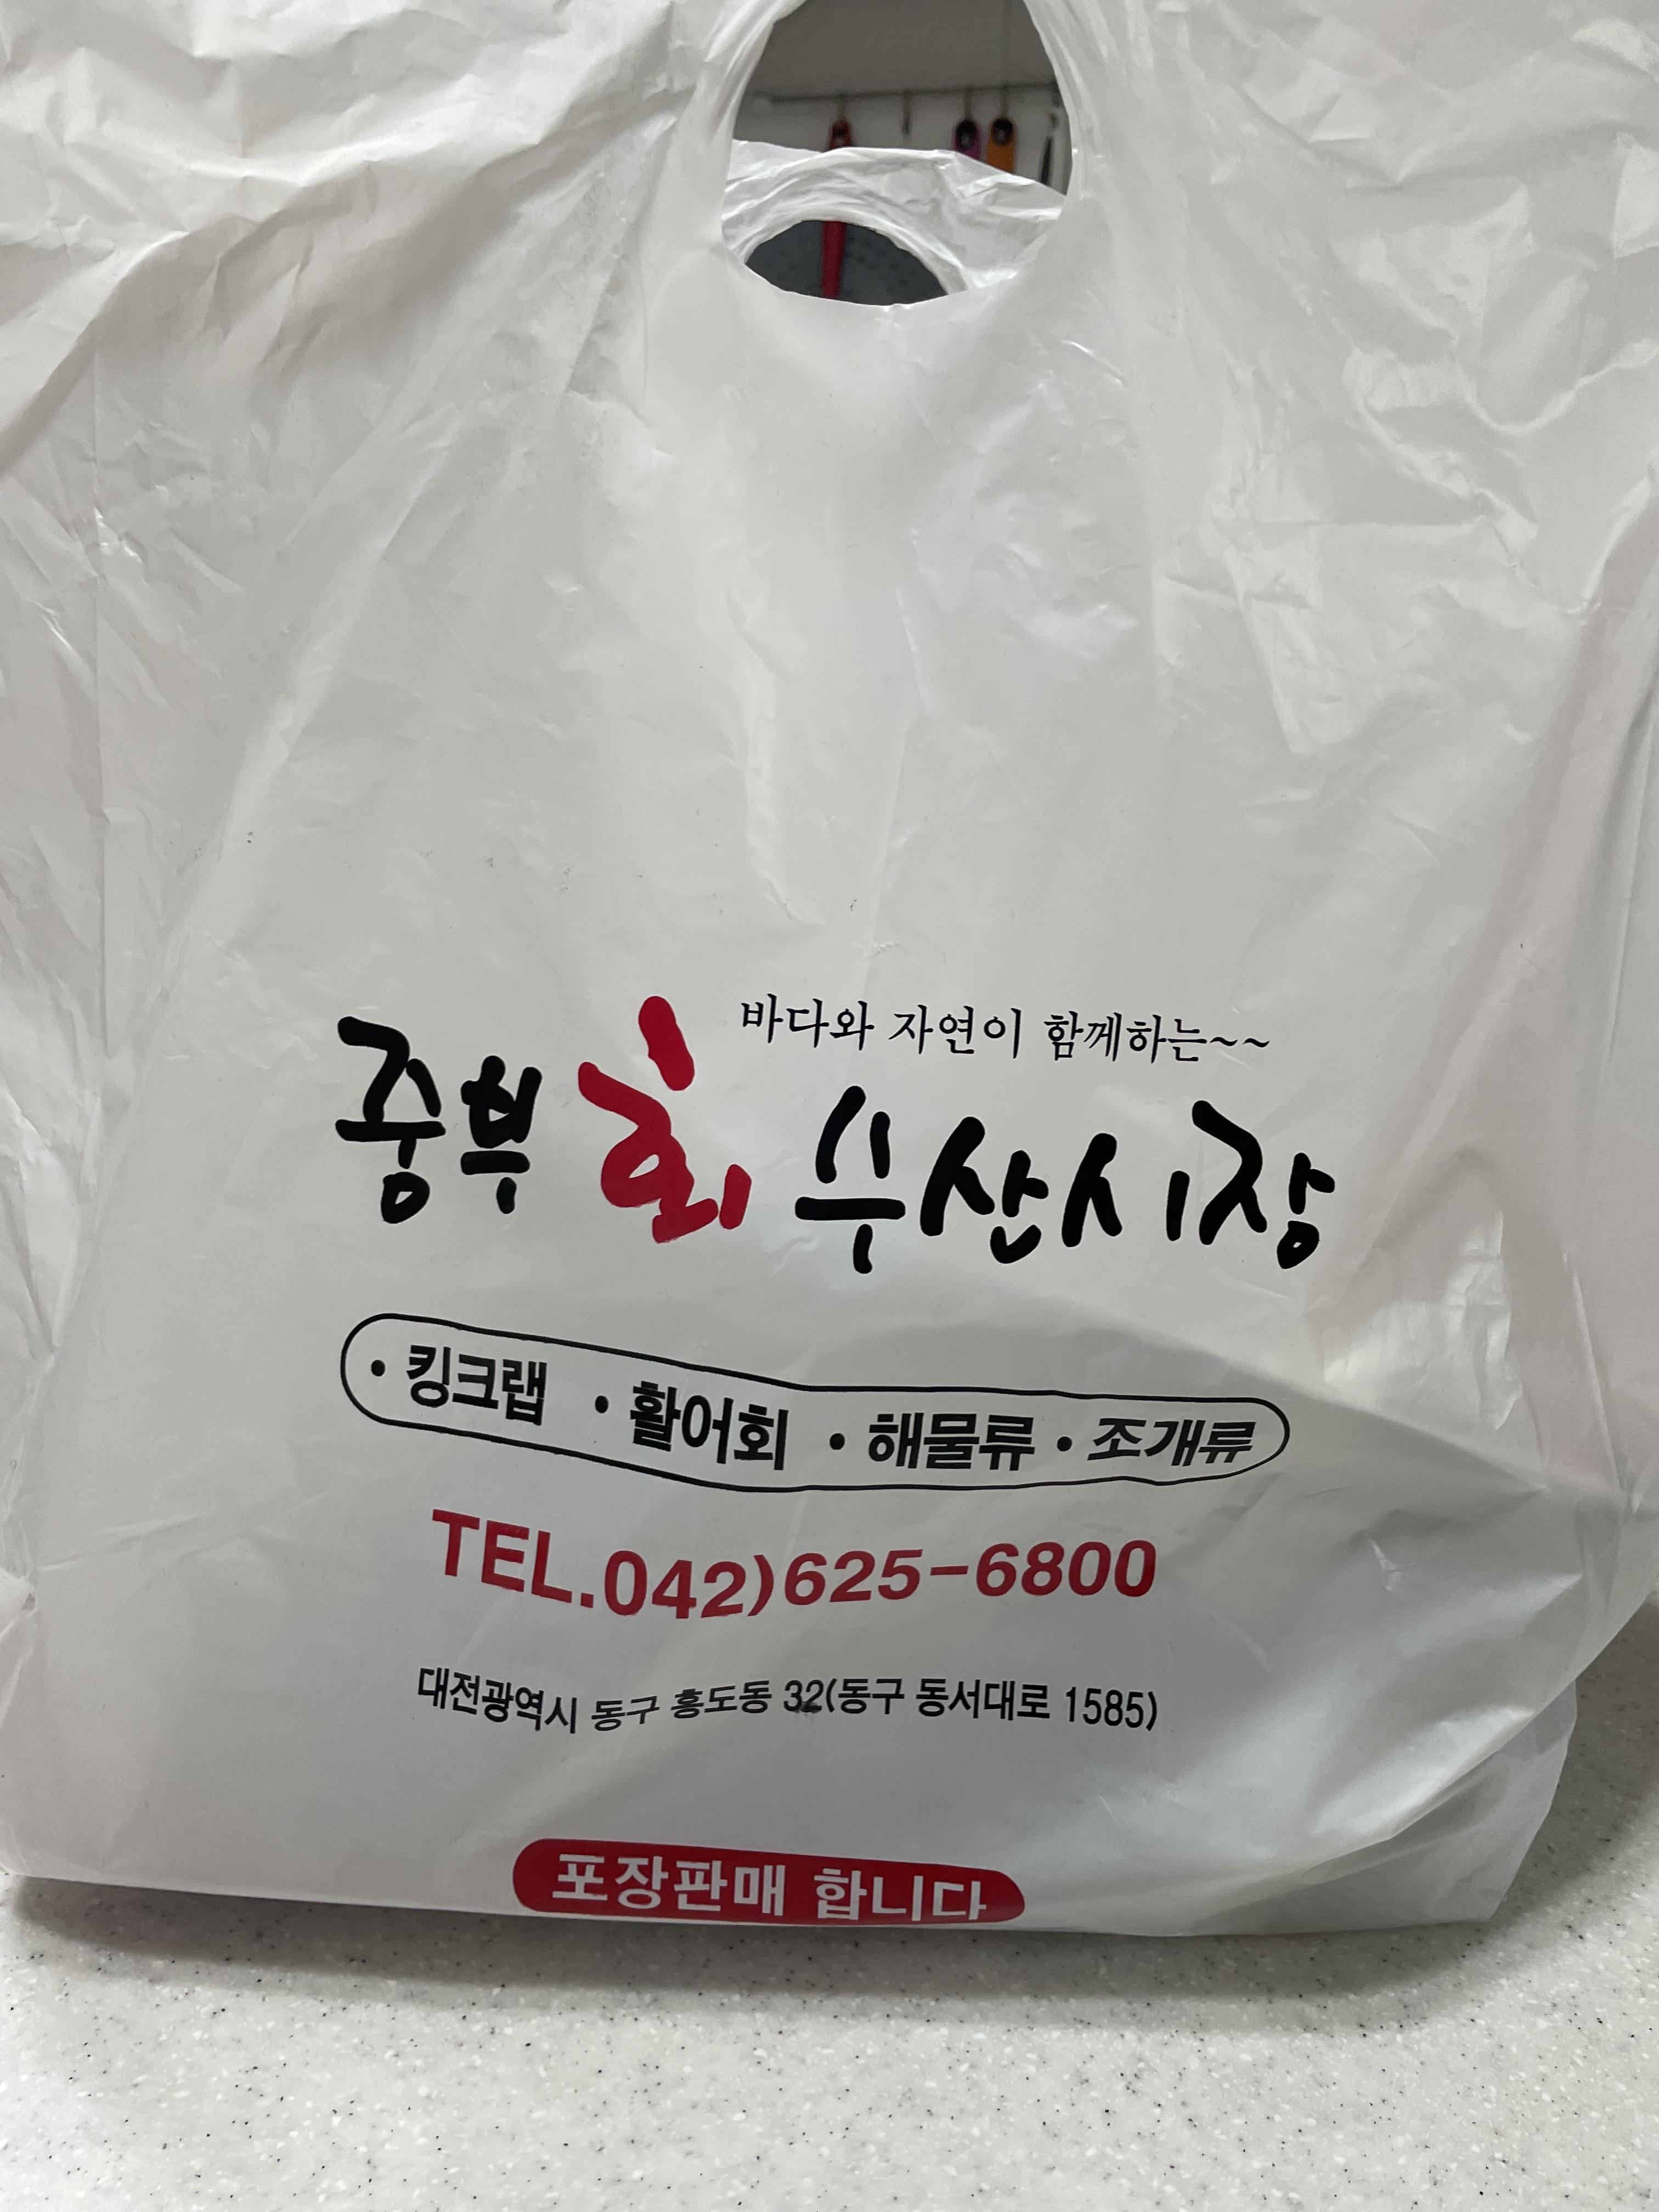 바다와 자연이 함께하는~~
중부 회 수산시장
· 킹크랩 · 활어회 · 해물류 · 조개류
TEL.042)625-6800
대전광역시 동구 홍도동 32(동구 동서대로 1585)
포장판매 합니다